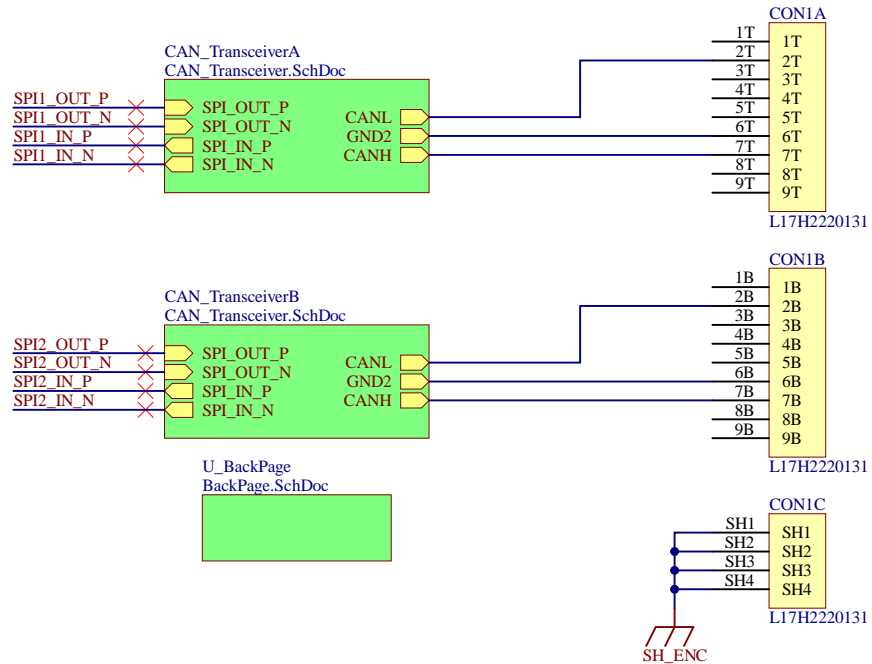 CAN_TransceiverA
CAN_Transceiver.SchDoc
SPI1_OUT_P
SPI1_OUT_N
SPI1_IN_P
SPI1_IN_N
SPI_OUT_P
SPI_OUT_N
SPI_IN_P
SPI_IN_N
CANL
GND2
CANH
CON1A
1T 1T
2T 2T
3T 3T
4T 4T
5T 5T
6T 6T
7T 7T
8T 8T
9T 9T
L17H2220131
CAN_TransceiverB
CAN_Transceiver.SchDoc
SPI2_OUT_P
SPI2_OUT_N
SPI2_IN_P
SPI2_IN_N
SPI_OUT_P
SPI_OUT_N
SPI_IN_P
SPI_IN_N
CANL
GND2
CANH
CON1B
1B 1B
2B 2B
3B 3B
4B 4B
5B 5B
6B 6B
7B 7B
8B 8B
9B 9B
L17H2220131
U_BackPage
BackPage.SchDoc
CON1C
SH1 SH1
SH2 SH2
SH3 SH3
SH4 SH4
L17H2220131
SH_ENC